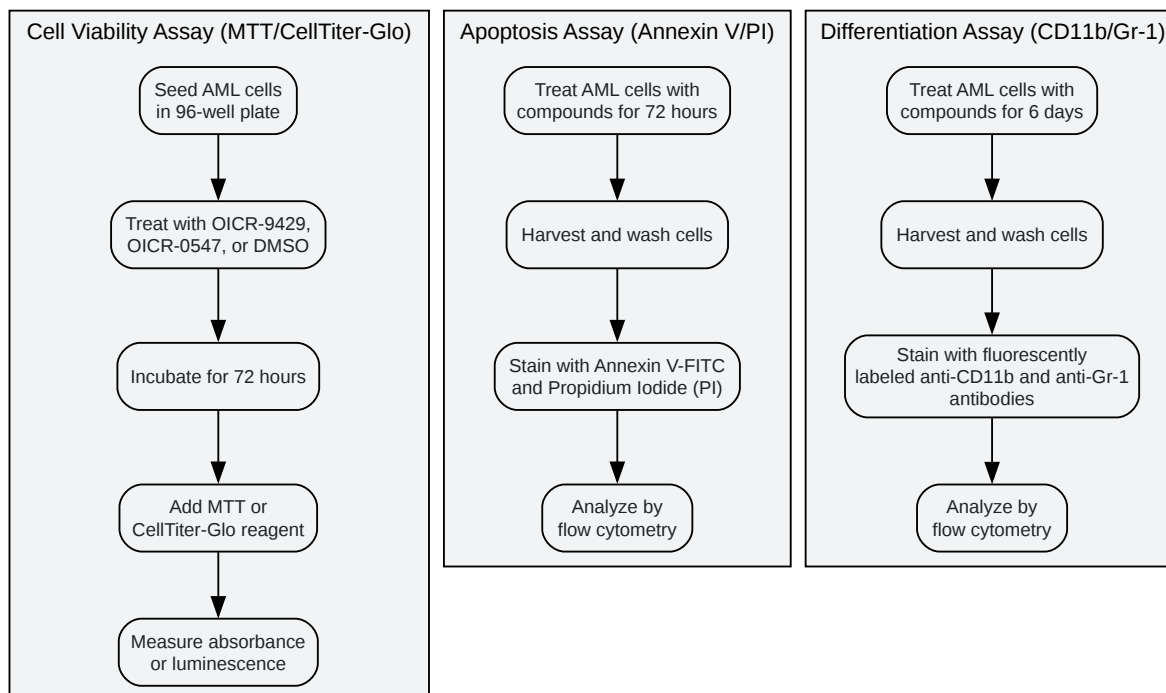 Cell Viability Assay (MTT/CellTiter-Glo)
Seed AML cells
in 96-well plate
Treat with OICR-9429,
OICR-0547, or DMSO
Incubate for 72 hours
Add MTT or
CellTiter-Glo reagent
Measure absorbance
or luminescence
Apoptosis Assay (Annexin V/PI)
Treat AML cells with
compounds for 72 hours
Harvest and wash cells
Stain with Annexin V-FITC
and Propidium Iodide (PI)
Analyze by
flow cytometry
Differentiation Assay (CD11b/Gr-1)
Treat AML cells with
compounds for 6 days
Harvest and wash cells
Stain with fluorescently
labeled anti-CD11b and anti-Gr-1
antibodies
Analyze by
flow cytometry